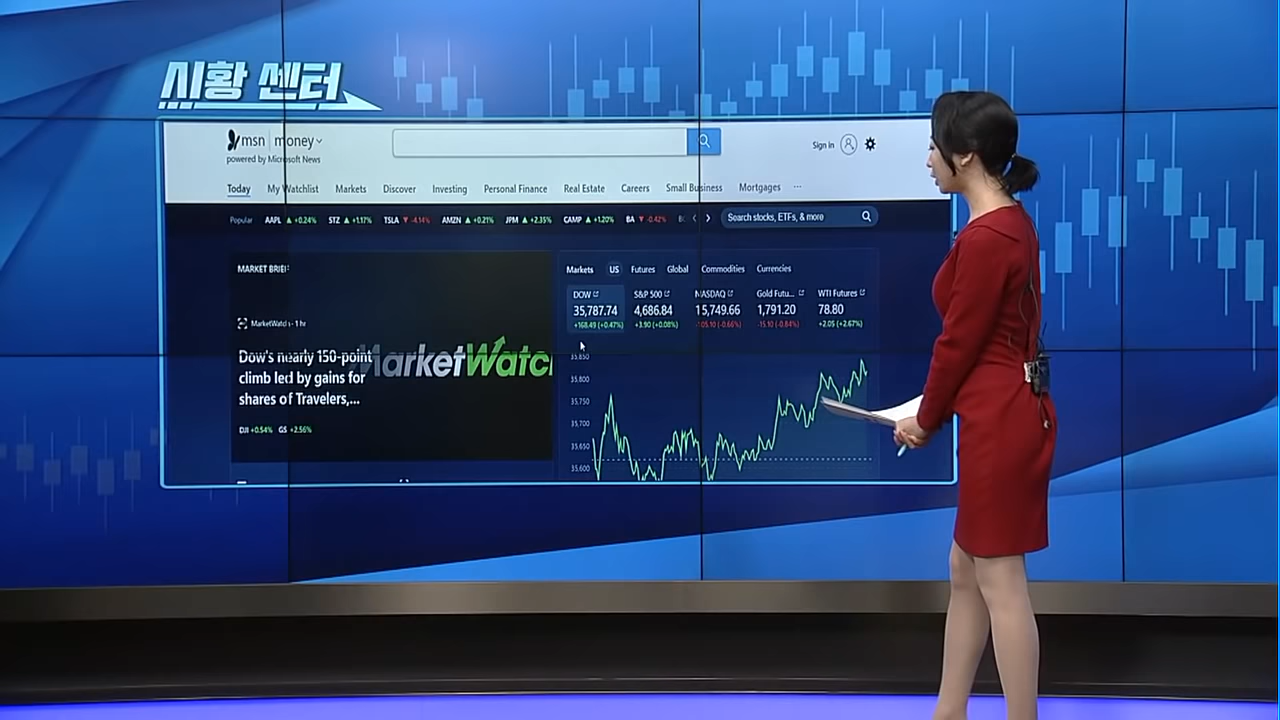 시황 센터
msn money
powered by Microsoft News
Sign in
Today My Watchlist Markets Discover Investing Personal Finance Real Estate Careers Small Business Mortgages ...
Popular AAPL ▲ +0.24% STZ ▲ +1.17% TSLA ▼ -4.14% AMZN ▲ +0.21% JPM ▲ +2.35% CAMP ▲ +1.20% BA ▼ -0.42%
Search stocks, ETFs, & more
MARKET BRIEF
MarketWatch · 1 hr
Dow's nearly 150-point
climb led by gains for
shares of Travelers,...
DJI +0.54% GS +2.56%
MarketWatc
Markets US Futures Global Commodities Currencies
DOW S&P 500 NASDAQ Gold Futu... WTI Futures
35,787.74 4,686.84 15,749.66 1,791.20 78.80
+168.49 (+0.47%) +3.90 (+0.08%) -105.10 (-0.66%) -15.10 (-0.84%) +2.05 (+2.67%)
35,850
35,800
35,750
35,700
35,650
35,600